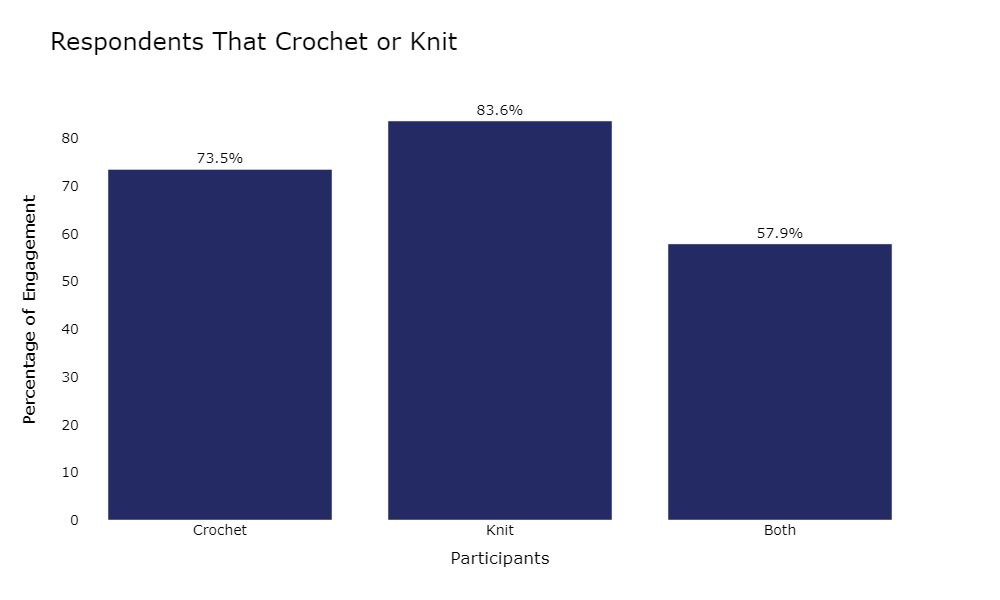 Respondents That Crochet or Knit
Percentage of Engagement
80
70
60
50
40
30
20
10
0
73.5%
83.6%
57.9%
Crochet
Knit
Both
Participants